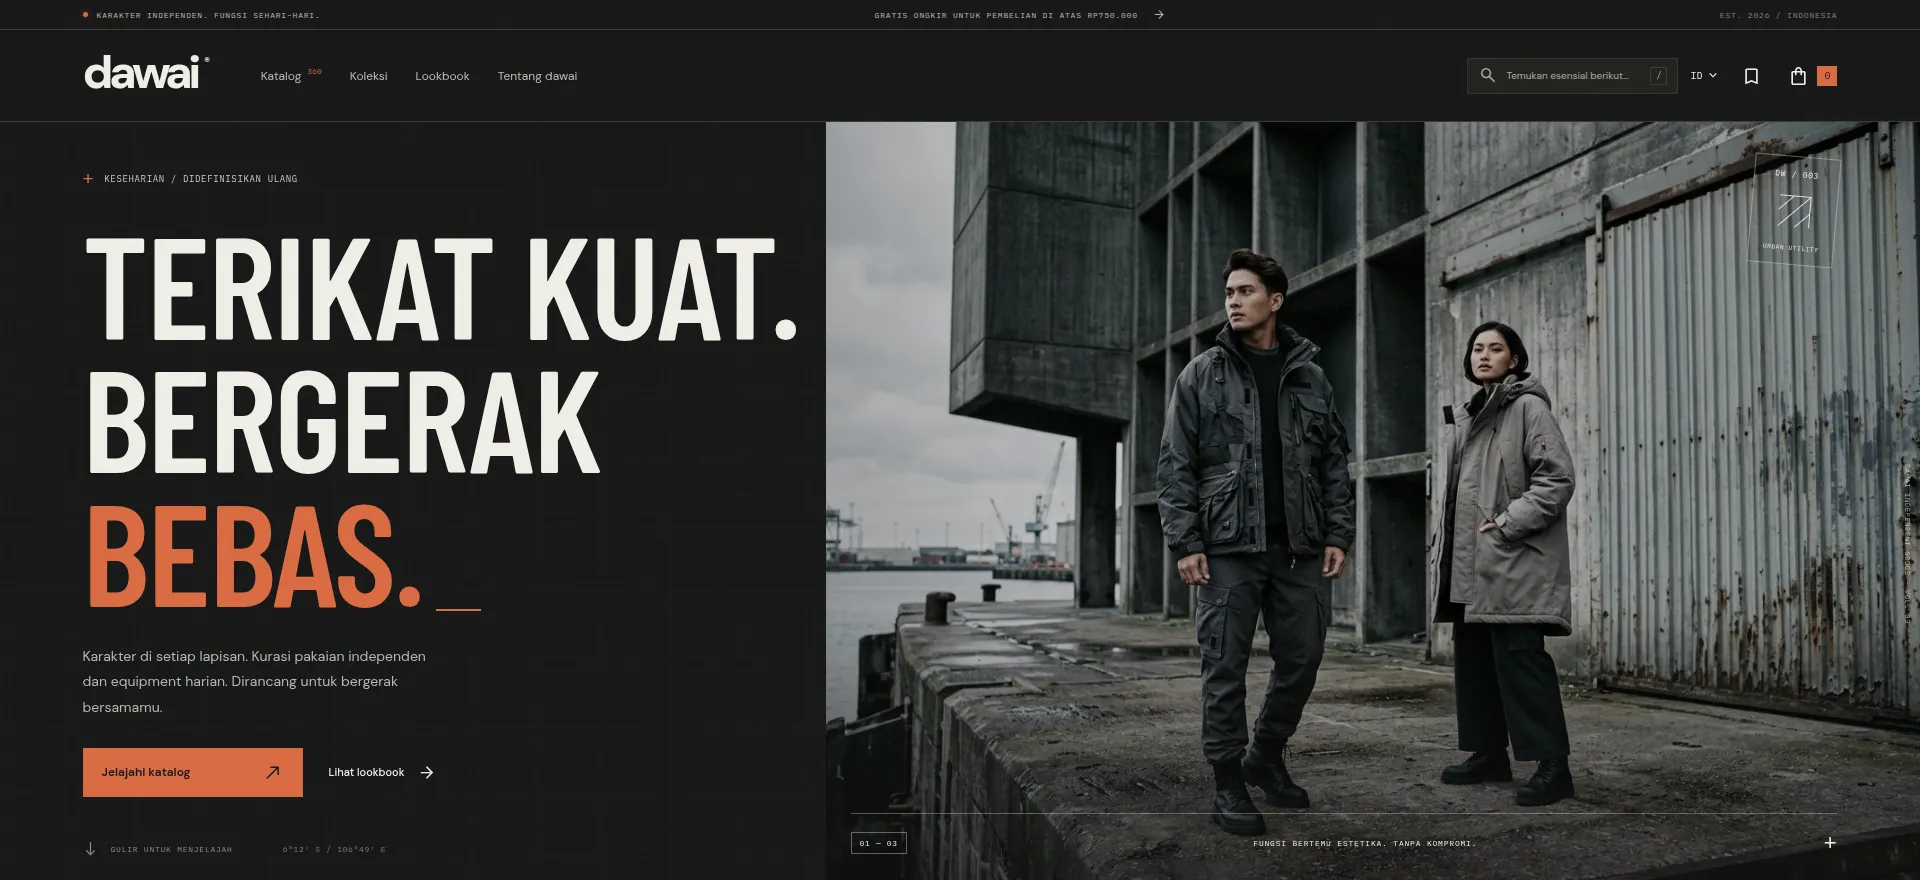 KARAKTER INDEPENDEN. FUNGSI SEHARI-HARI.
GRATIS ONGKIR UNTUK PEMBELIAN DI ATAS RP750.000
EST. 2026 / INDONESIA
dawai®
Katalog 360
Koleksi
Lookbook
Tentang dawai
Temukan esensial berikut...
/
ID
0
KESEHARIAN / DIDEFINISIKAN ULANG
TERIKAT KUAT.
BERGERAK
BEBAS.
Karakter di setiap lapisan. Kurasi pakaian independen
dan equipment harian. Dirancang untuk bergerak
bersamamu.
Jelajahi katalog
Lihat lookbook
GULIR UNTUK MENJELAJAH
6°12′ S / 106°49′ E
DW / 003
URBAN UTILITY
01 — 03
FUNGSI BERTEMU ESTETIKA. TANPA KOMPROMI.